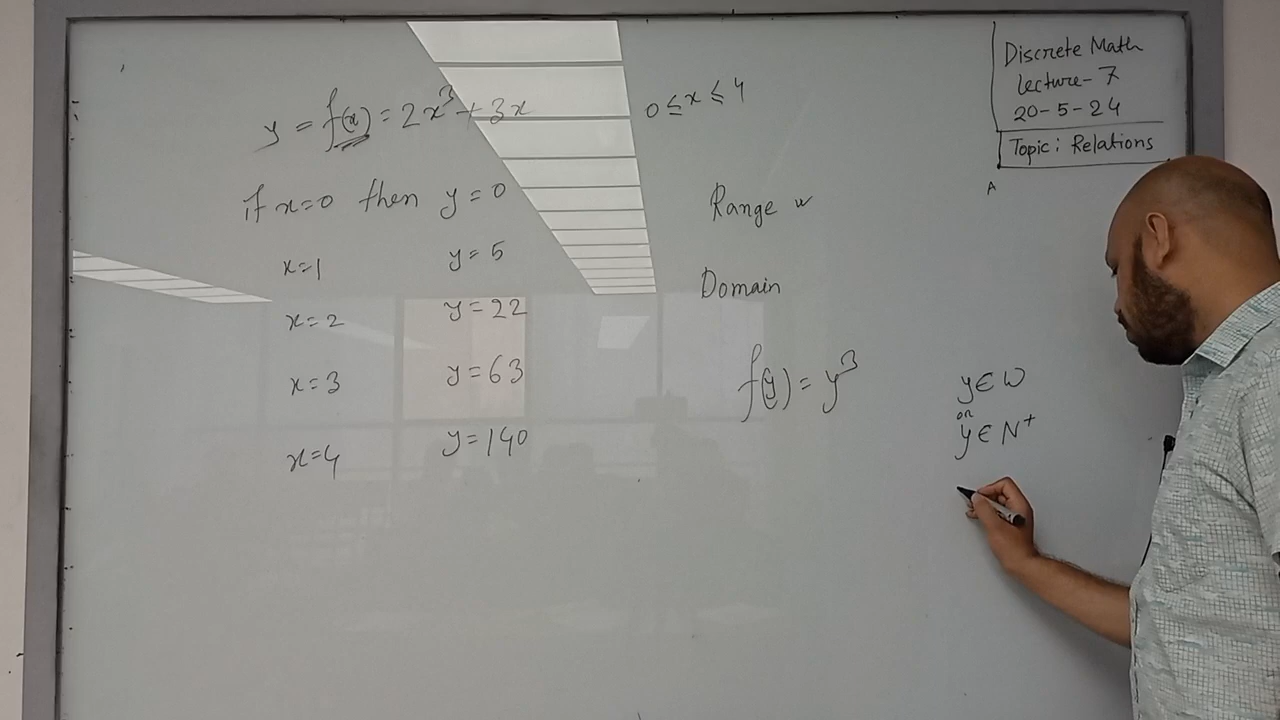 Discrete Math
Lecture-7
20-5-24
Topic: Relations
A
y = f(x) = 2x³ + 3x 0 ≤ x ≤ 4
if x=0 then y=0
x=1 y=5
x=2 y=22
x=3 y=63
x=4 y=140
Range w
Domain
f(y) = y³
y∈W
or
y∈N⁺